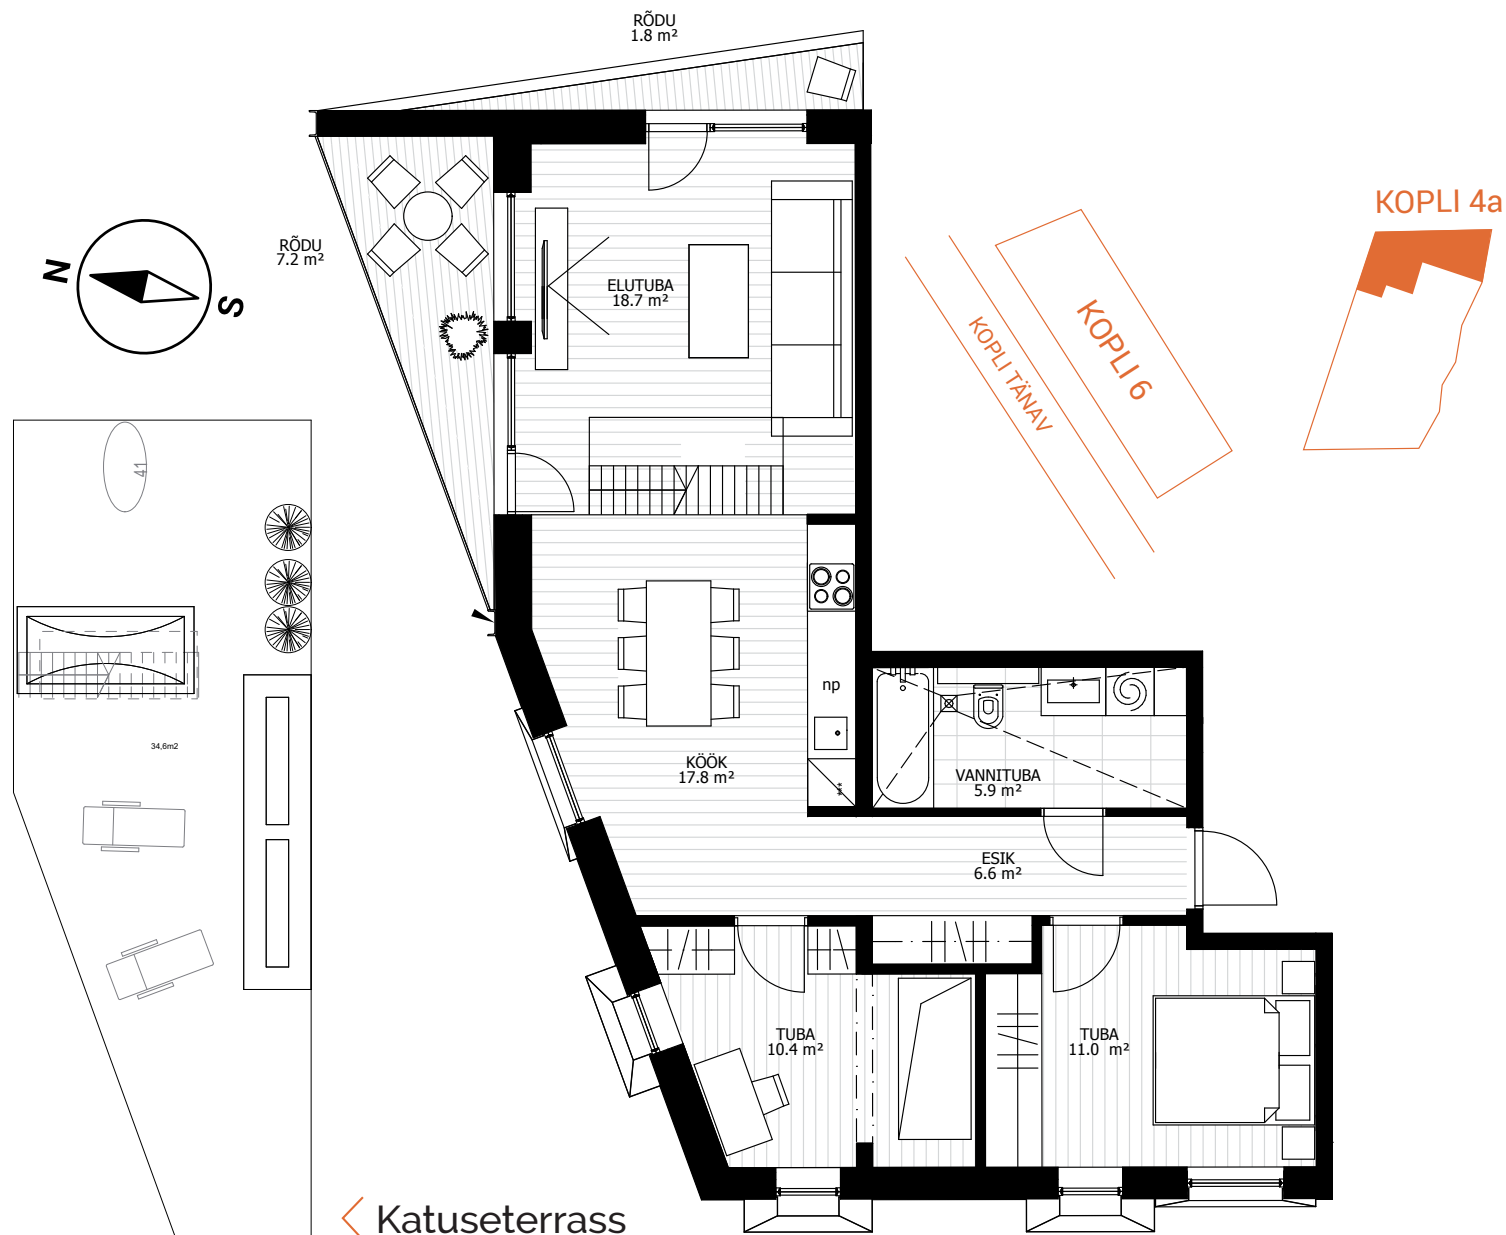 RÕDU
1.8 m²
KOPLI 4a
RÕDU
7.2 m²
N
S
ELUTUBA
18.7 m²
KOPLI 6
KOPLI TÄNAV
41
np
34,6m2
KÖÖK
17.8 m²
***
VANNITUBA
5.9 m²
ESIK
6.6 m²
TUBA
10.4 m²
TUBA
11.0 m²
Katuseterrass